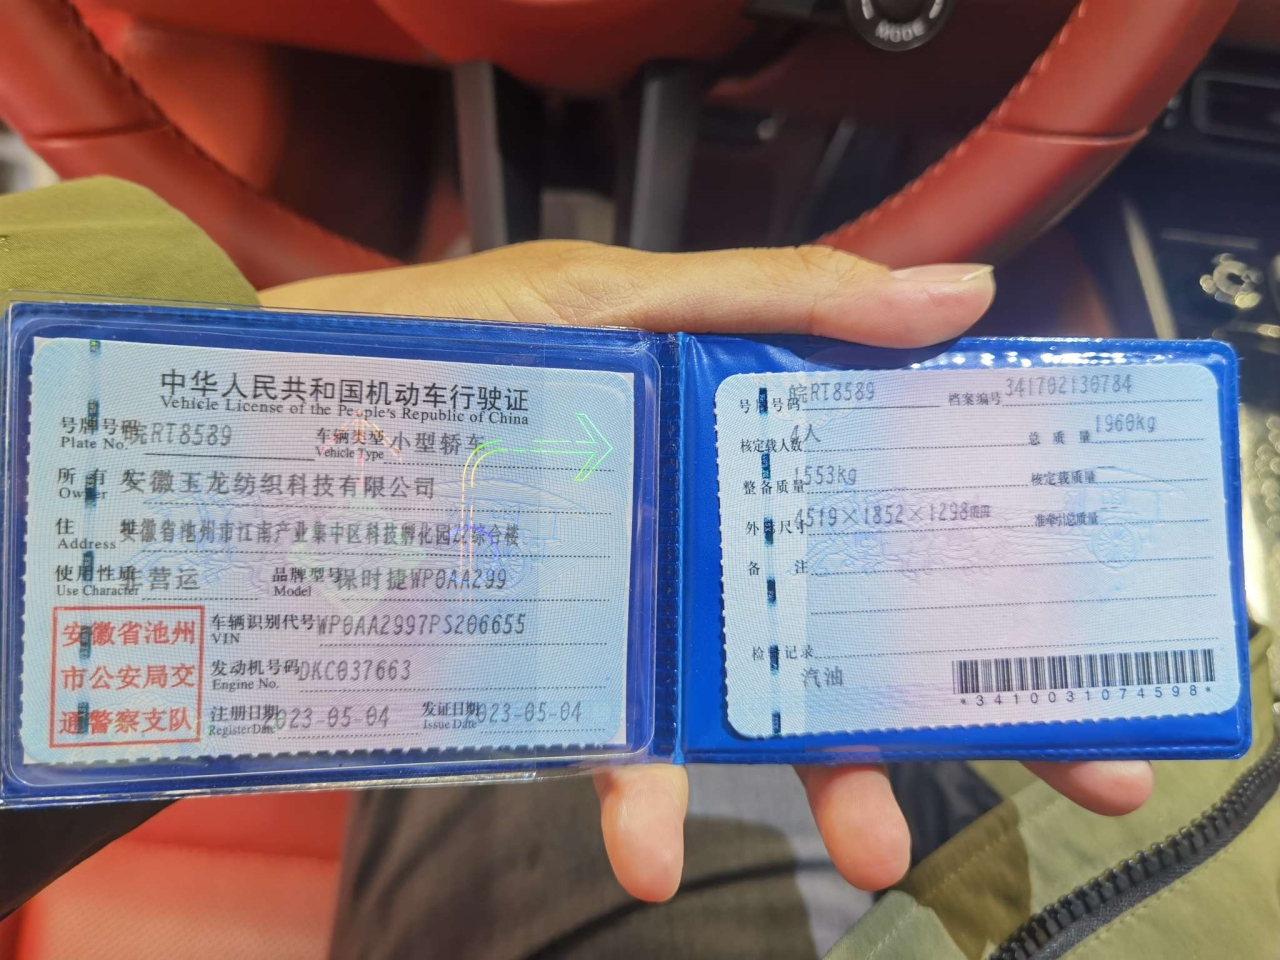 MODE
中华人民共和国机动车行驶证
Vehicle License of the People's Republic of China
号牌号码 皖RT8589 车辆类型 小型轿车
Plate No. Vehicle Type
所有人 安徽玉龙纺织科技有限公司
Owner
住址 安徽省池州市江南产业集中区科技孵化园 综合楼
Address
使用性质 非营运 品牌型号 保时捷WP0AA299
Use Character Model
安徽省池州
市公安局交
通警察支队
车辆识别代号 WP0AA2997PS206655
VIN
发动机号码 DKC037663
Engine No.
注册日期 2023-05-04 发证日期 2023-05-04
Register Date Issue Date
号牌号码 皖RT8589 档案编号 341702130784
核定载人数 4人 总质量 1960kg
整备质量 1553kg 核定载质量
外廓尺寸 4519×1852×1298毫米 准牵引总质量
备注
检验记录
汽油
*3410031074598*